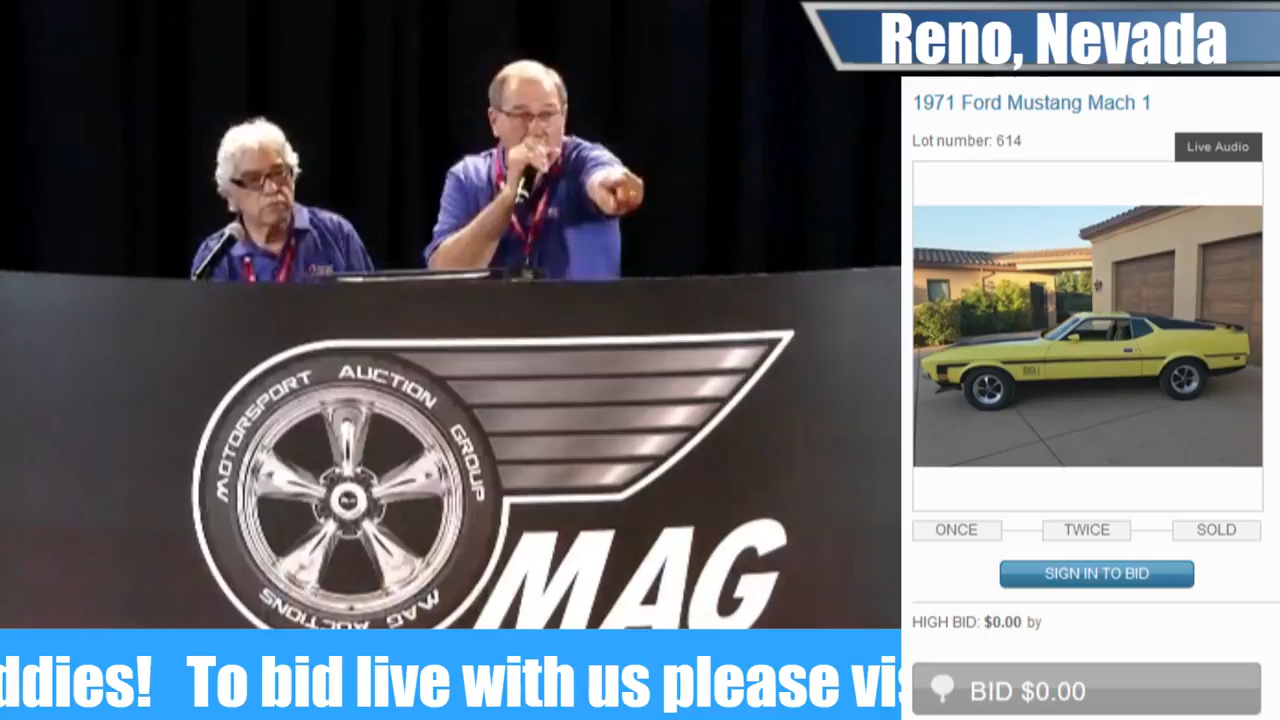 Reno, Nevada
1971 Ford Mustang Mach 1
Lot number: 614
Live Audio
MOTORSPORT AUCTION GROUP
MAG AUCTIONS
MAG
ONCE
TWICE
SOLD
SIGN IN TO BID
HIGH BID: $0.00 by
BID $0.00
ddies! To bid live with us please vis